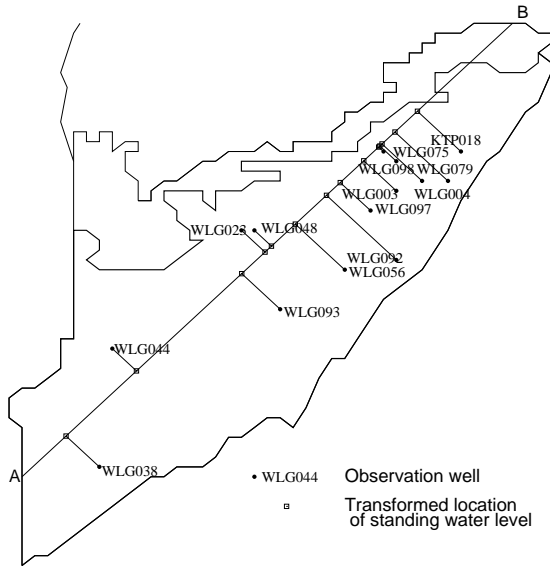 B
KTP018
WLG075
WLG098
WLG079
WLG003
WLG004
WLG097
WLG023
WLG048
WLG092
WLG056
WLG093
WLG044
A
WLG038
WLG044 Observation well
Transformed location
of standing water level